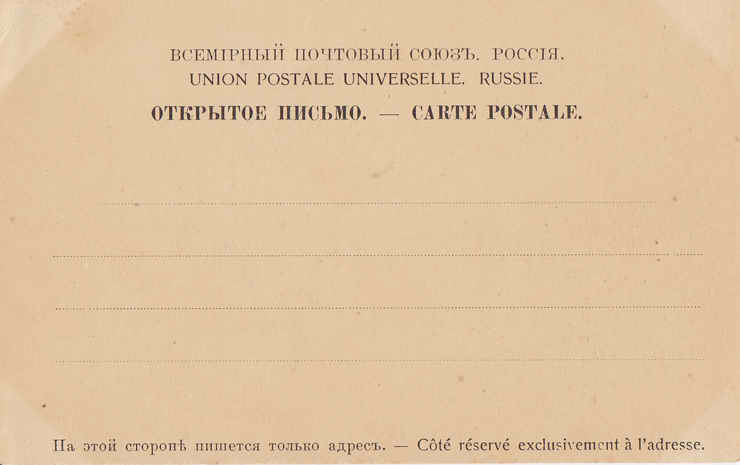 ВСЕМІРНЫЙ ПОЧТОВЫЙ СОЮЗЪ. РОССІЯ.
UNION POSTALE UNIVERSELLE. RUSSIE.
ОТКРЫТОЕ ПИСЬМО. — CARTE POSTALE.
На этой сторонѣ пишется только адресъ. — Côté réservé exclusivement à l'adresse.